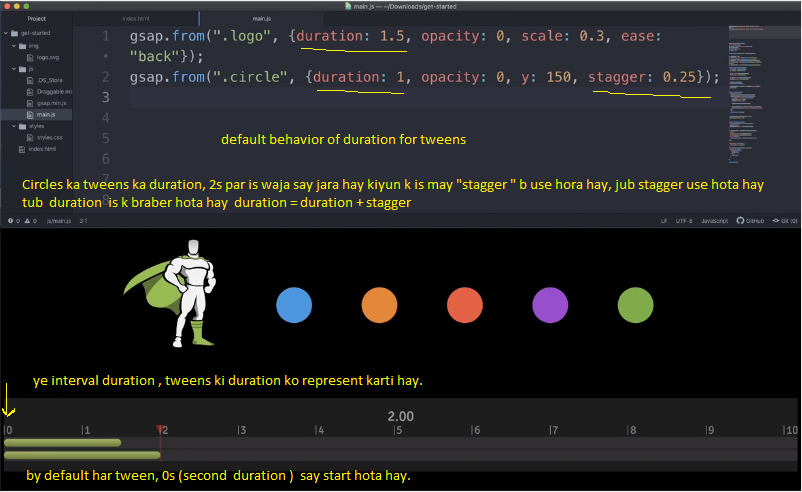 main.js — ~/Downloads/get-started
Project
index.html
main.js
get-started
img
logo.svg
js
.DS_Store
Draggable.mi
gsap.min.js
main.js
styles
styles.css
index.html
1 gsap.from(".logo", {duration: 1.5, opacity: 0, scale: 0.3, ease:
• "back"});
2 gsap.from(".circle", {duration: 1, opacity: 0, y: 150, stagger: 0.25});
3
4
5
default behavior of duration for tweens
6
Circles ka tweens ka duration, 2s par is waja say jara hay kiyun k is may "stagger " b use hora hay, jub stagger use hota hay
tub duration is k braber hota hay duration = duration + stagger
0 0 js/main.js 3:1
LF UTF-8 JavaScript GitHub Git (0)
ye interval duration , tweens ki duration ko represent karti hay.
2.00
|0 |1 |2 |3 |4 |5 |6 |7 |8 |9 |10
by default har tween, 0s (second duration ) say start hota hay.